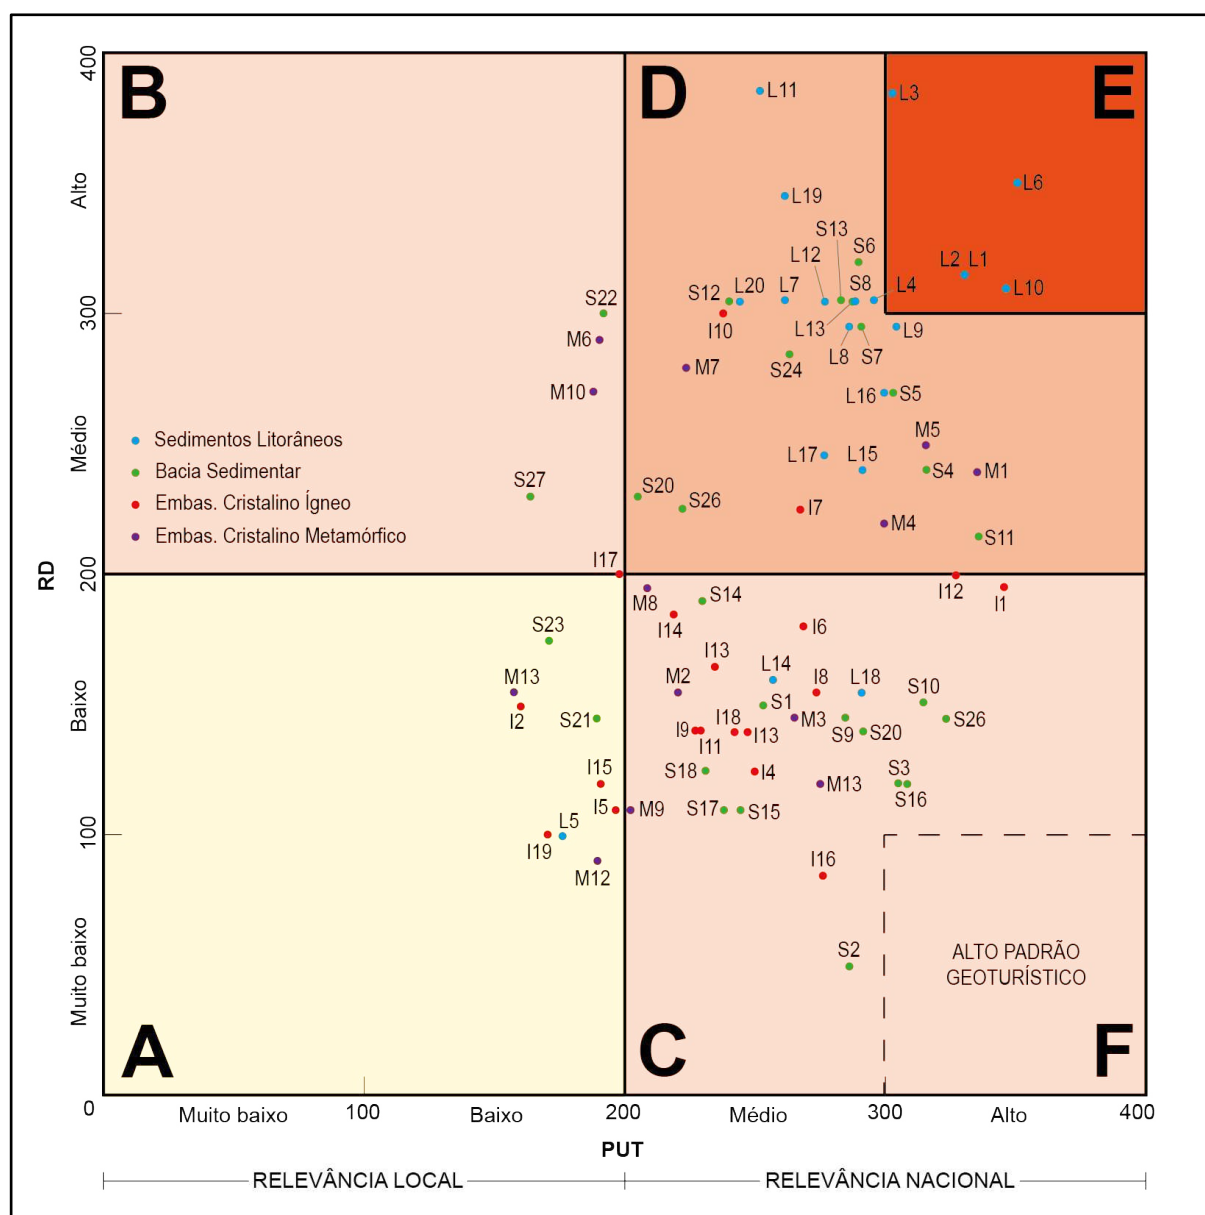 400
B
D
E
L11
L3
Alto
L6
L19
S13
S6
L12
L2 L1
S22
S12
L20
L7
S8
L4
L10
300
I10
L13
L9
M6
L8
S7
M7
S24
M10
L16
S5
Médio
Sedimentos Litorâneos
M5
L17
L15
Bacia Sedimentar
S4
M1
S27
S20
Embas. Cristalino Ígneo
S26
I7
M4
Embas. Cristalino Metamórfico
S11
I17
RD
200
M8
S14
I12
I1
I14
S23
I6
I13
M13
M2
L14
I8
L18
S10
Baixo
I2
S21
S1
M3
S26
I9
I11
I18
I13
S9
S20
I15
S18
I4
M13
S3
S16
I5
M9
S17
S15
L5
100
I19
M12
I16
Muito baixo
S2
ALTO PADRÃO
GEOTURÍSTICO
A
C
F
0
Muito baixo
100
Baixo
200
Médio
300
Alto
400
PUT
RELEVÂNCIA LOCAL
RELEVÂNCIA NACIONAL